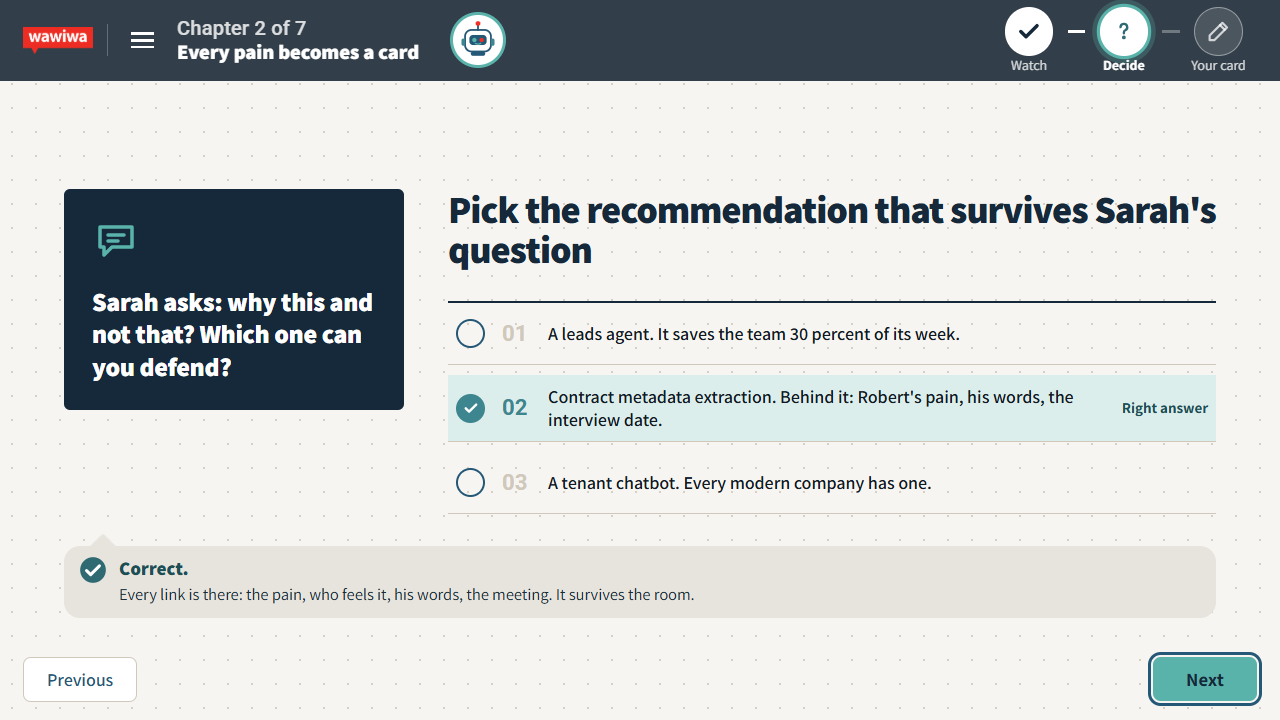 wawiwa
Chapter 2 of 7
Every pain becomes a card
Watch
?
Decide
Your card
Sarah asks: why this and
not that? Which one can
you defend?
Pick the recommendation that survives Sarah's
question
01 A leads agent. It saves the team 30 percent of its week.
02 Contract metadata extraction. Behind it: Robert's pain, his words, the
interview date.
Right answer
03 A tenant chatbot. Every modern company has one.
Correct.
Every link is there: the pain, who feels it, his words, the meeting. It survives the room.
Previous
Next